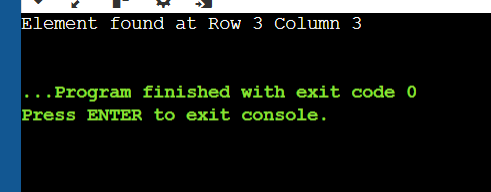 Element found at Row 3 Column 3
...Program finished with exit code 0
Press ENTER to exit console.